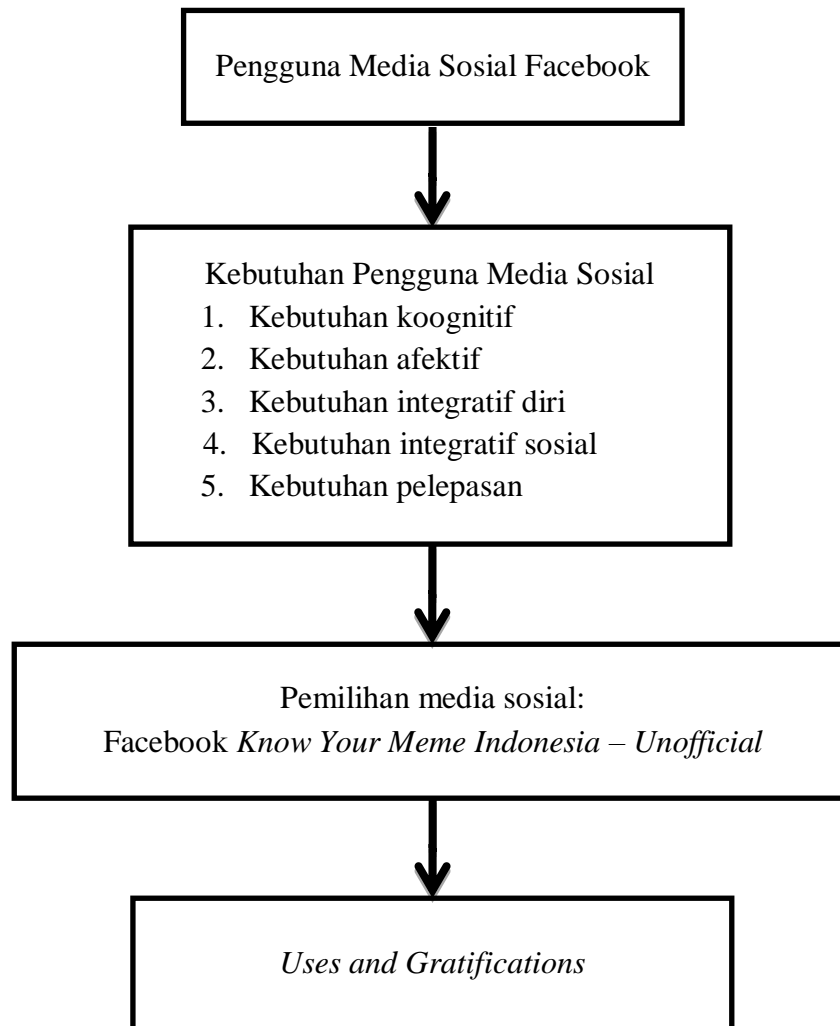 Pengguna Media Sosial Facebook
Kebutuhan Pengguna Media Sosial
1. Kebutuhan koognitif
2. Kebutuhan afektif
3. Kebutuhan integratif diri
4. Kebutuhan integratif sosial
5. Kebutuhan pelepasan
Pemilihan media sosial:
Facebook Know Your Meme Indonesia – Unofficial
Uses and Gratifications